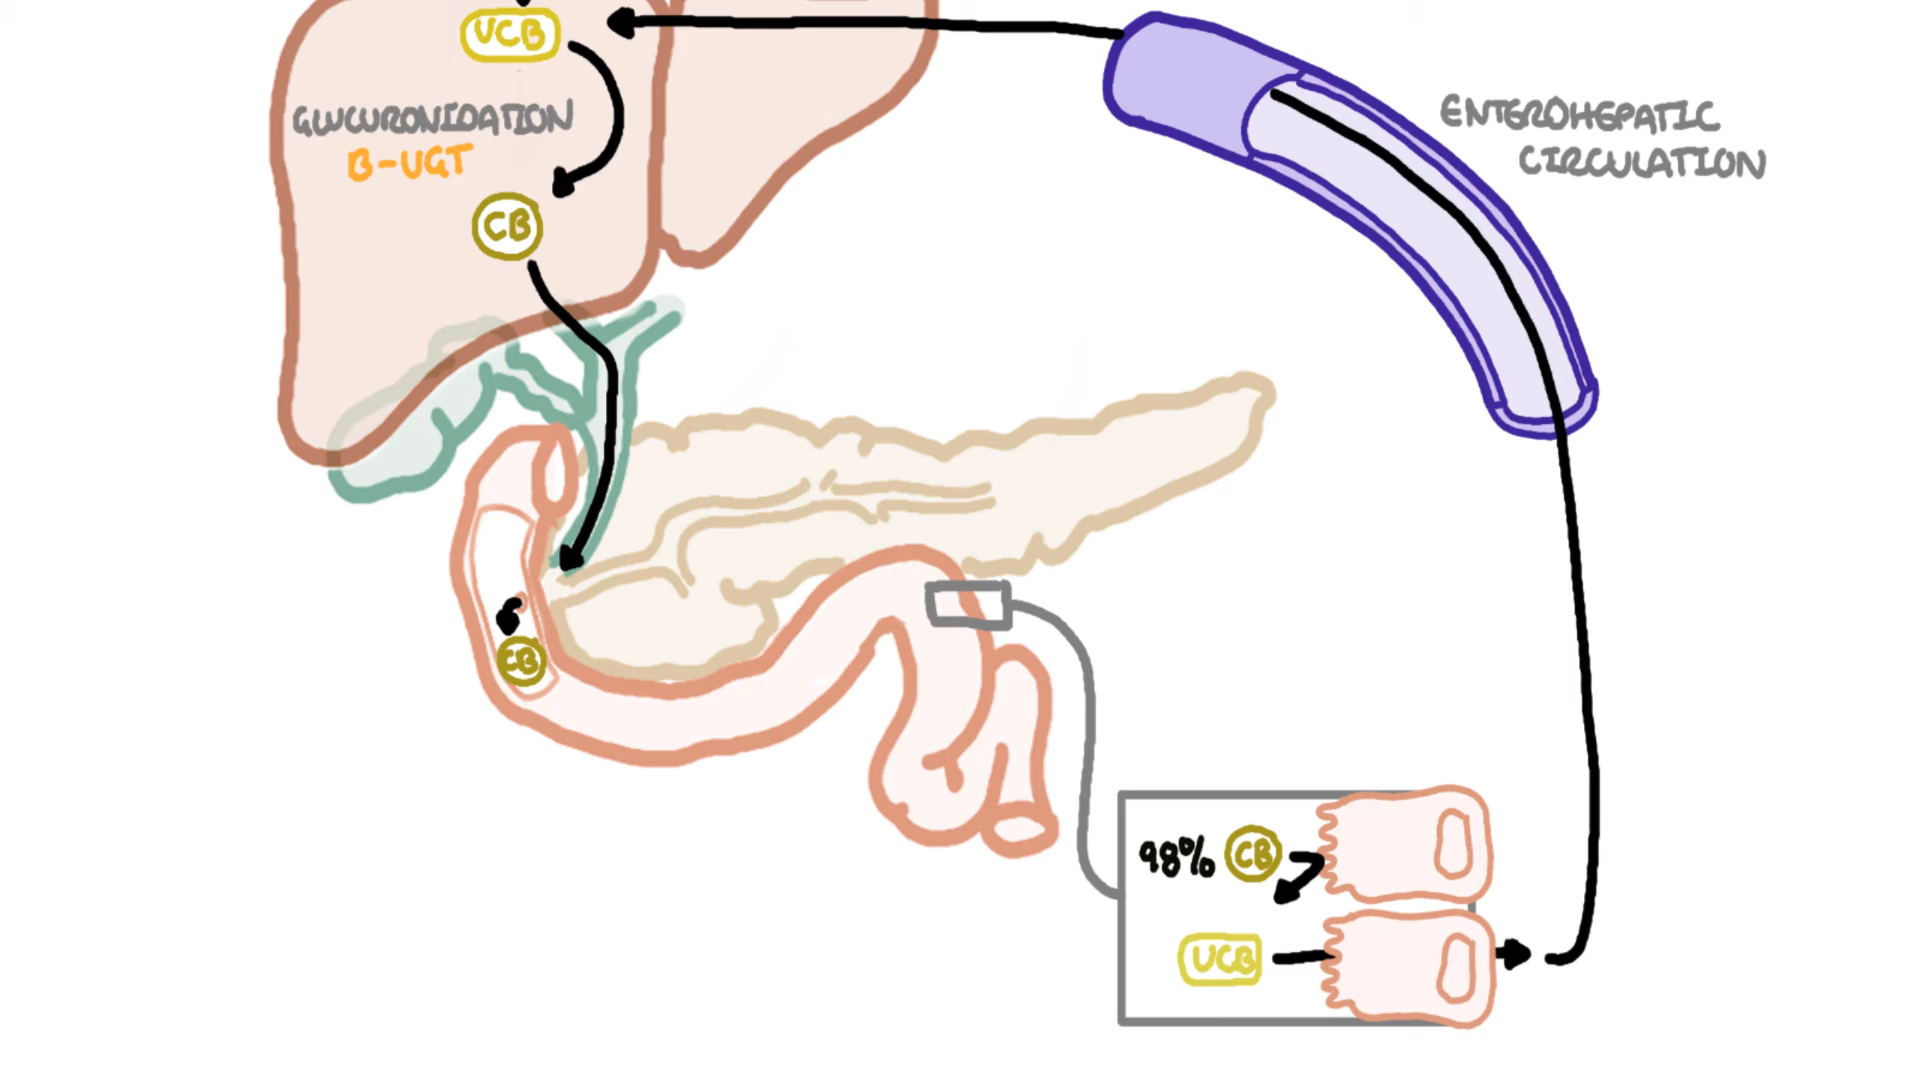 UCB
GLUCURONIDATION
B-UGT
CB
ENTEROHEPATIC
CIRCULATION
CB
98% CB
UCB